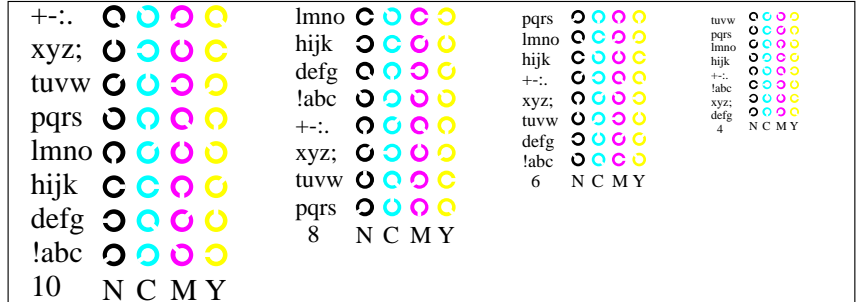 +-:.
xyz;
tuvw
pqrs
lmno
hijk
defg
!abc
10 N C M Y
lmno
hijk
defg
!abc
+-:.
xyz;
tuvw
pqrs
8 N C M Y
pqrs
lmno
hijk
+-:.
xyz;
tuvw
defg
!abc
6 N C M Y
tuvw
pqrs
lmno
hijk
+-:.
!abc
xyz;
defg
4 N C M Y